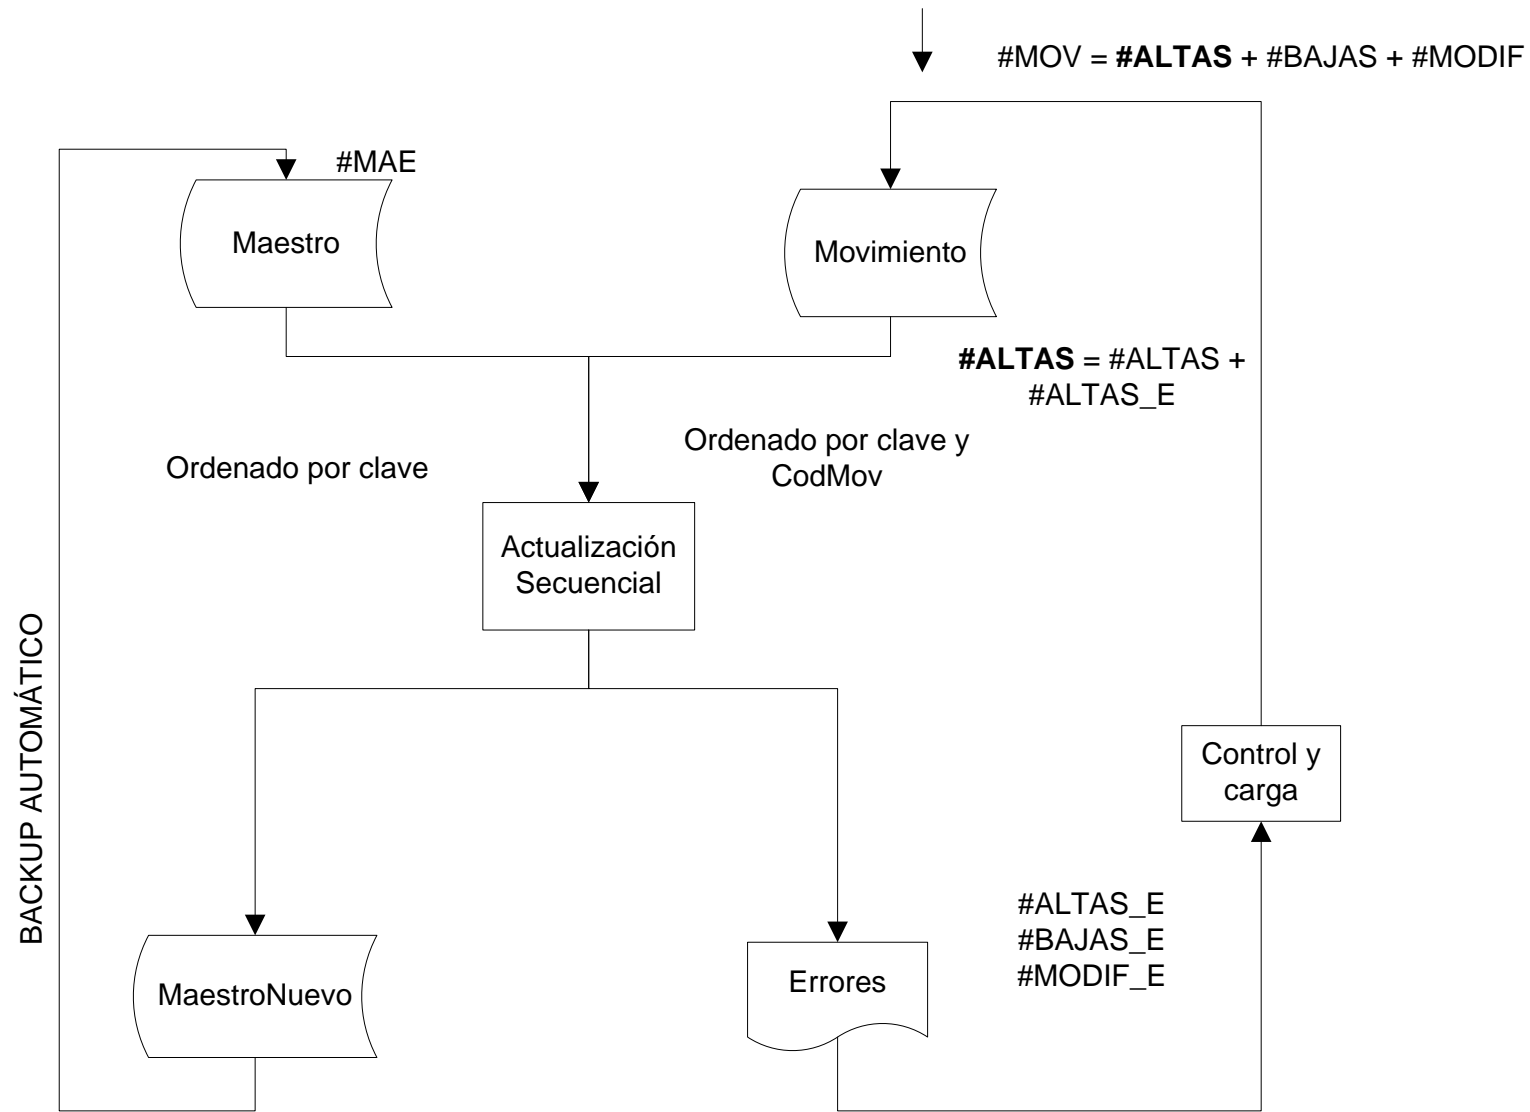 #MOV = #ALTAS + #BAJAS + #MODIF
#MAE
Maestro
Movimiento
#ALTAS = #ALTAS +
#ALTAS_E
Ordenado por clave
Ordenado por clave y
CodMov
Actualización
Secuencial
BACKUP AUTOMÁTICO
Control y
carga
#ALTAS_E
#BAJAS_E
#MODIF_E
MaestroNuevo
Errores